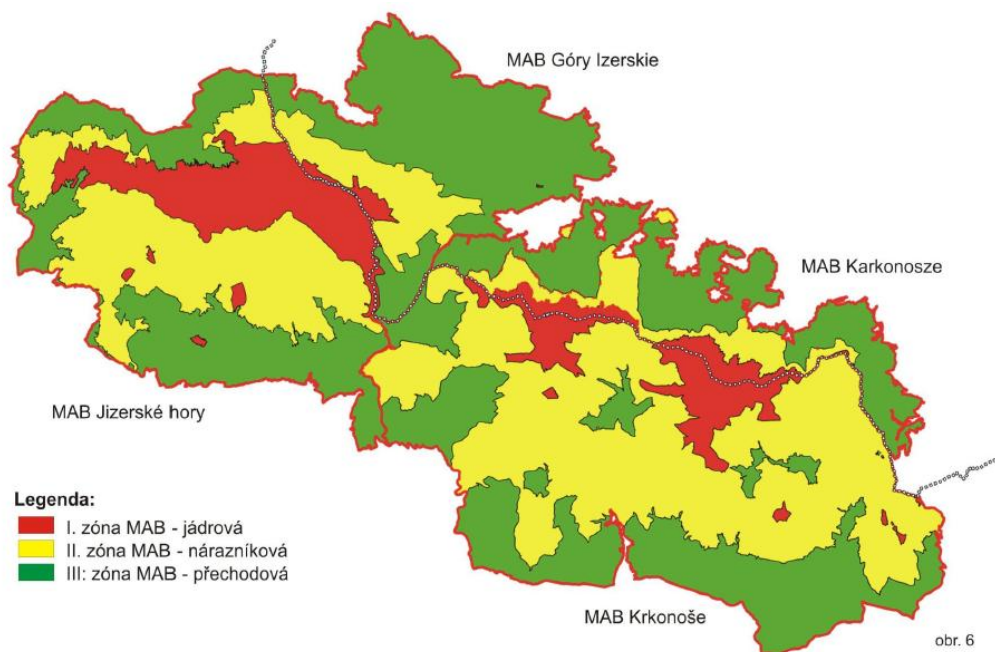 MAB Góry Izerskie
MAB Karkonosze
MAB Jizerské hory
Legenda:
I. zóna MAB - jádrová
II. zóna MAB - nárazníková
III: zóna MAB - přechodová
MAB Krkonoše
obr. 6